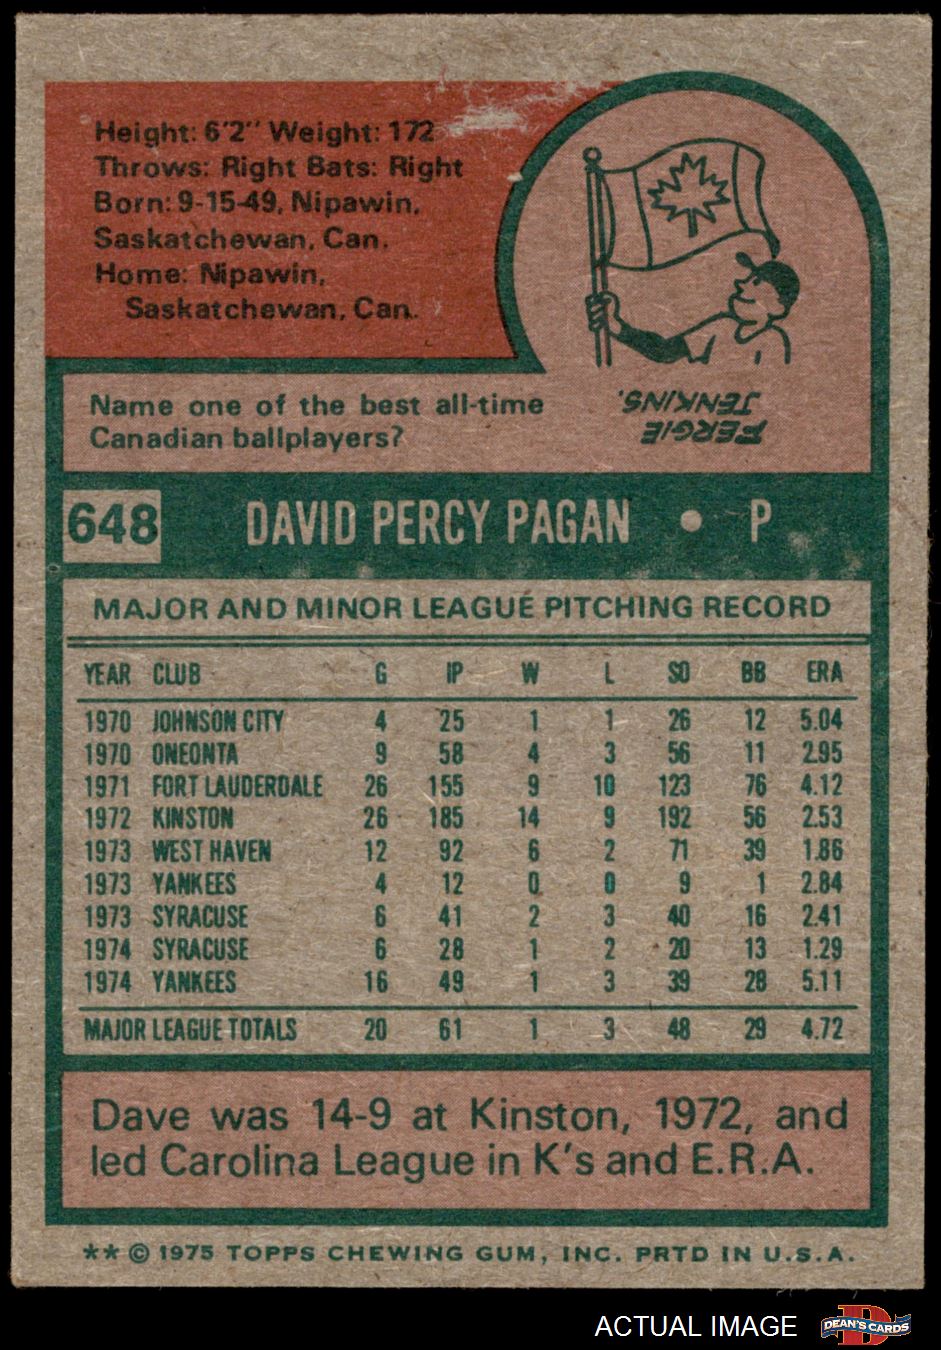 Height: 6'2" Weight: 172
Throws: Right Bats: Right
Born: 9-15-49, Nipawin,
Saskatchewan, Can.
Home: Nipawin,
Saskatchewan, Can.
Name one of the best all-time
Canadian ballplayers?
FERGIE
JENKINS.
648 DAVID PERCY PAGAN • P
MAJOR AND MINOR LEAGUE PITCHING RECORD
YEAR CLUB G IP W L SO BB ERA
1970 JOHNSON CITY 4 25 1 1 26 12 5.04
1970 ONEONTA 9 58 4 3 56 11 2.95
1971 FORT LAUDERDALE 26 155 9 10 123 76 4.12
1972 KINSTON 26 185 14 9 192 56 2.53
1973 WEST HAVEN 12 92 6 2 71 39 1.86
1973 YANKEES 4 12 0 0 9 1 2.84
1973 SYRACUSE 6 41 2 3 40 16 2.41
1974 SYRACUSE 6 28 1 2 20 13 1.29
1974 YANKEES 16 49 1 3 39 28 5.11
MAJOR LEAGUE TOTALS 20 61 1 3 48 29 4.72
Dave was 14-9 at Kinston, 1972, and
led Carolina League in K's and E.R.A.
** © 1975 TOPPS CHEWING GUM, INC. PRTD IN U.S.A.
ACTUAL IMAGE
D
DEAN'S CARDS